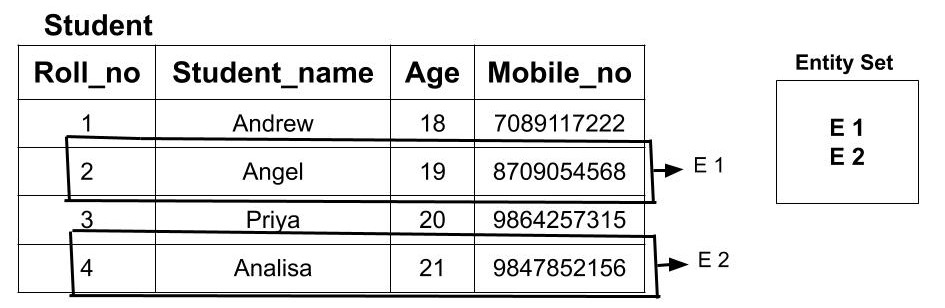 Student
Roll_no Student_name Age Mobile_no
1 Andrew 18 7089117222
2 Angel 19 8709054568
3 Priya 20 9864257315
4 Analisa 21 9847852156
E 1
E 2
Entity Set
E 1
E 2